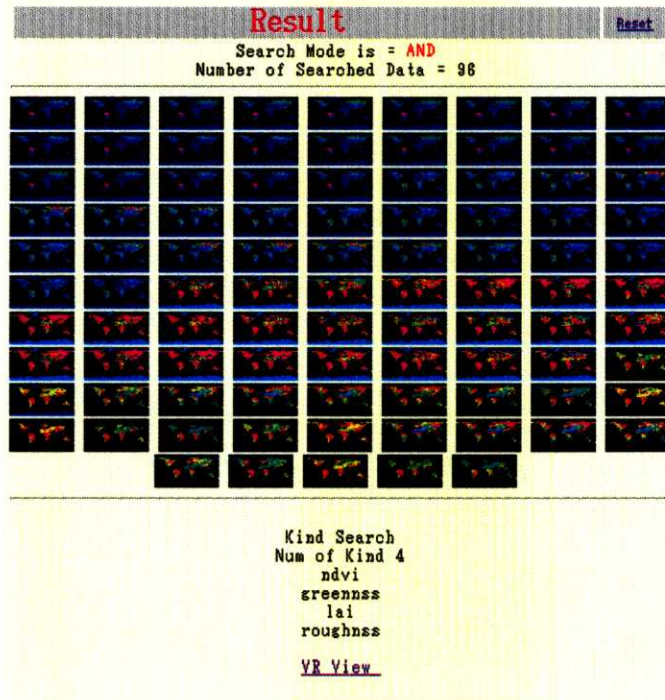 Result
Reset
Search Mode is = AND
Number of Searched Data = 96
Kind Search
Num of Kind 4
ndvi
greennss
lai
roughnss
VR View